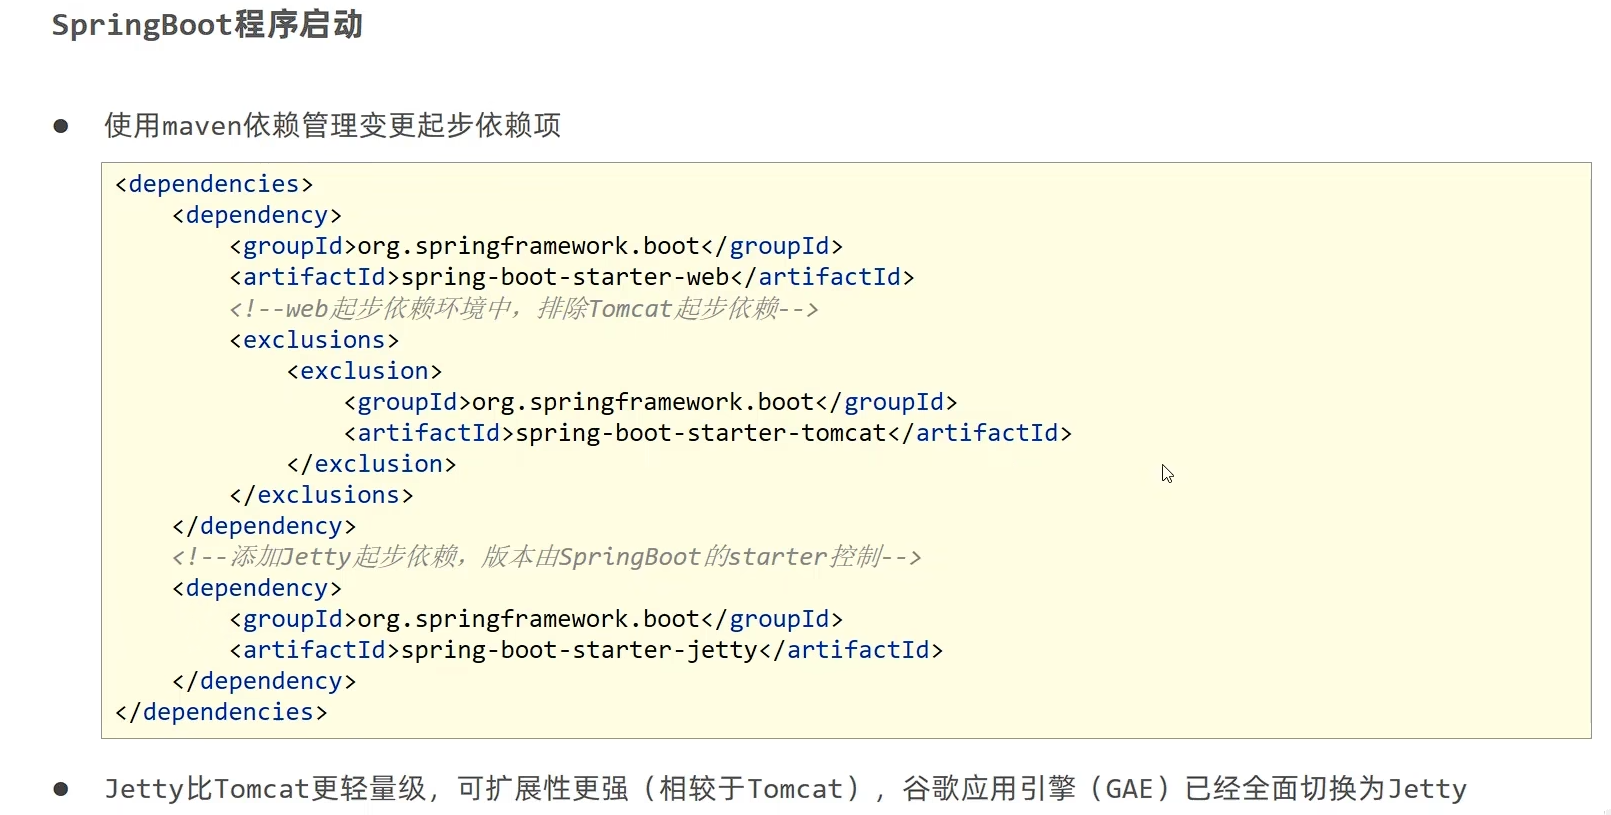 SpringBoot程序启动
● 使用maven依赖管理变更起步依赖项
<dependencies>
    <dependency>
        <groupId>org.springframework.boot</groupId>
        <artifactId>spring-boot-starter-web</artifactId>
        <!--web起步依赖环境中，排除Tomcat起步依赖-->
        <exclusions>
            <exclusion>
                <groupId>org.springframework.boot</groupId>
                <artifactId>spring-boot-starter-tomcat</artifactId>
            </exclusion>
        </exclusions>
    </dependency>
    <!--添加Jetty起步依赖，版本由SpringBoot的starter控制-->
    <dependency>
        <groupId>org.springframework.boot</groupId>
        <artifactId>spring-boot-starter-jetty</artifactId>
    </dependency>
</dependencies>
● Jetty比Tomcat更轻量级，可扩展性更强（相较于Tomcat），谷歌应用引擎（GAE）已经全面切换为Jetty